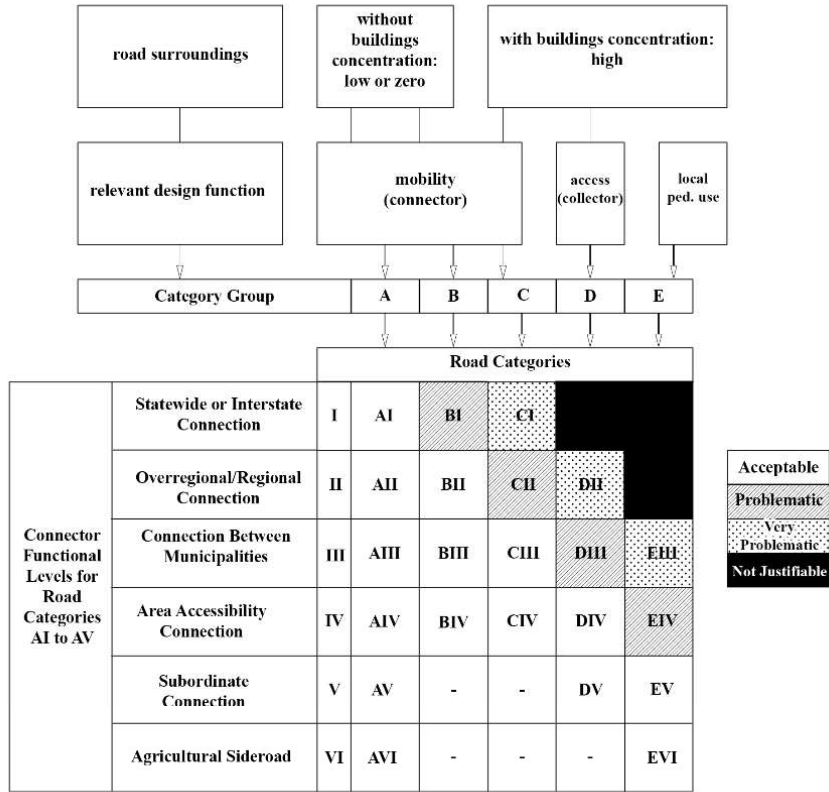 road surroundings
without
buildings
concentration:
low or zero
with buildings concentration:
high
relevant design function
mobility
(connector)
access
(collector)
local
ped. use
Category Group
A
B
C
D
E
Road Categories
Connector
Functional
Levels for
Road
Categories
AI to AV
Statewide or Interstate
Connection
I
AI
BI
CI
Overregional/Regional
Connection
II
AII
BII
CII
DII
Connection Between
Municipalities
III
AIII
BIII
CIII
DIII
EIII
Area Accessibility
Connection
IV
AIV
BIV
CIV
DIV
EIV
Subordinate
Connection
V
AV
-
-
DV
EV
Agricultural Sideroad
VI
AVI
-
-
-
EVI
Acceptable
Problematic
Very
Problematic
Not Justifiable